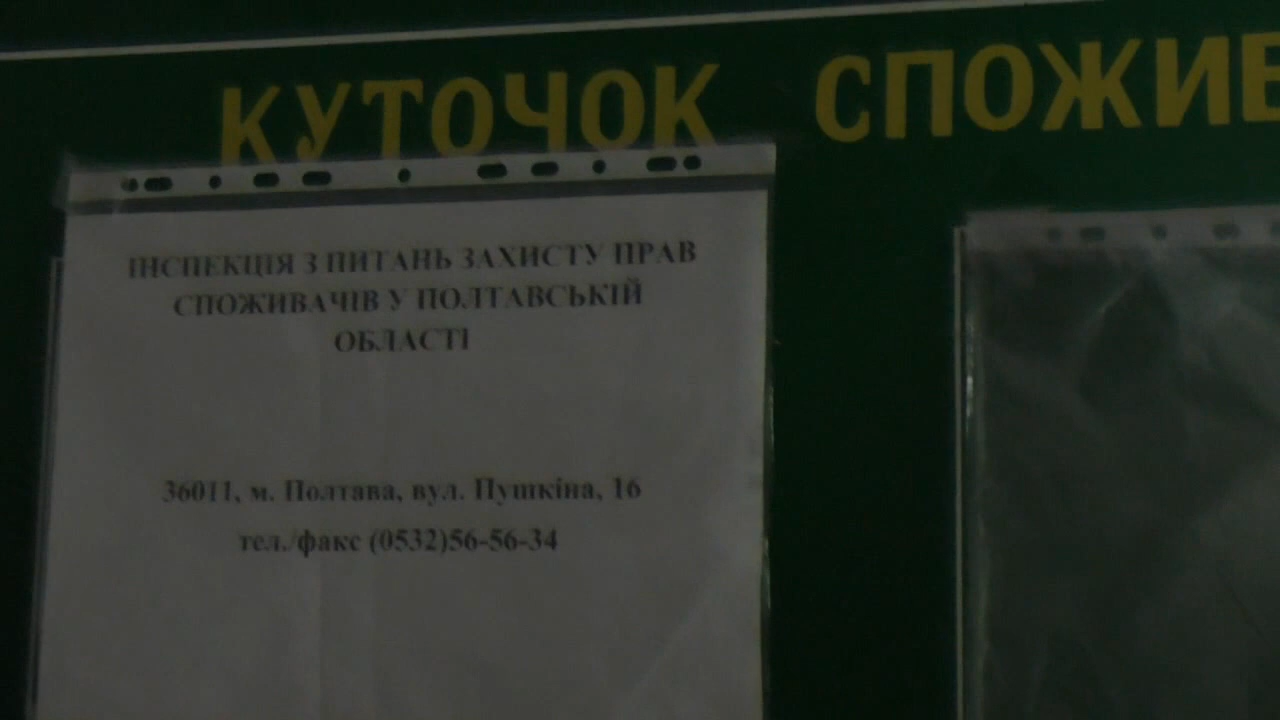 КУТОЧОК СПОЖИВ
ІНСПЕКЦІЯ З ПИТАНЬ ЗАХИСТУ ПРАВ
СПОЖИВАЧІВ У ПОЛТАВСЬКІЙ
ОБЛАСТІ
36011, м. Полтава, вул. Пушкіна, 16
тел./факс (0532)56-56-34